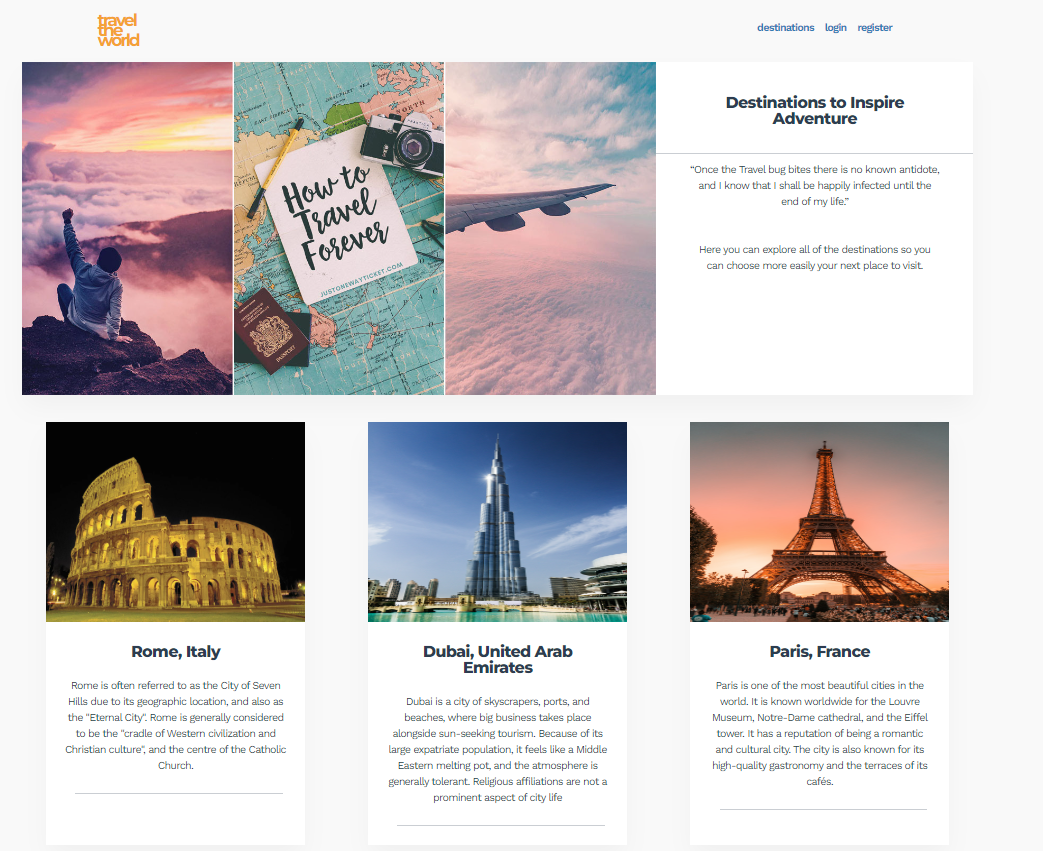 travel
the
world
destinations login register
How to
Travel
Forever
JUSTONEWAYTICKET.COM
PASSPORT
NORTH
Destinations to Inspire
Adventure
“Once the Travel bug bites there is no known antidote,
and I know that I shall be happily infected until the
end of my life.”
Here you can explore all of the destinations so you
can choose more easily your next place to visit.
Rome, Italy
Rome is often referred to as the City of Seven
Hills due to its geographic location, and also as
the "Eternal City". Rome is generally considered
to be the "cradle of Western civilization and
Christian culture", and the centre of the Catholic
Church.
Dubai, United Arab
Emirates
Dubai is a city of skyscrapers, ports, and
beaches, where big business takes place
alongside sun-seeking tourism. Because of its
large expatriate population, it feels like a Middle
Eastern melting pot, and the atmosphere is
generally tolerant. Religious affiliations are not a
prominent aspect of city life
Paris, France
Paris is one of the most beautiful cities in the
world. It is known worldwide for the Louvre
Museum, Notre-Dame cathedral, and the Eiffel
tower. It has a reputation of being a romantic
and cultural city. The city is also known for its
high-quality gastronomy and the terraces of its
cafés.